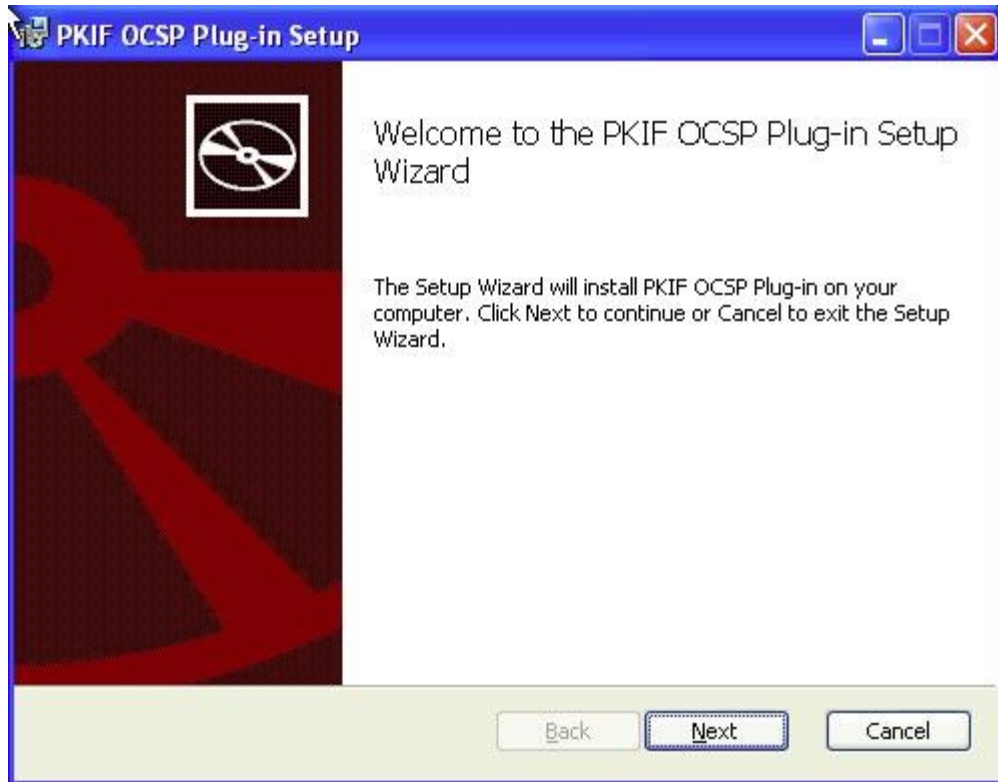 PKIF OCSP Plug-in Setup
Welcome to the PKIF OCSP Plug-in Setup
Wizard
The Setup Wizard will install PKIF OCSP Plug-in on your
computer. Click Next to continue or Cancel to exit the Setup
Wizard.
Back Next Cancel